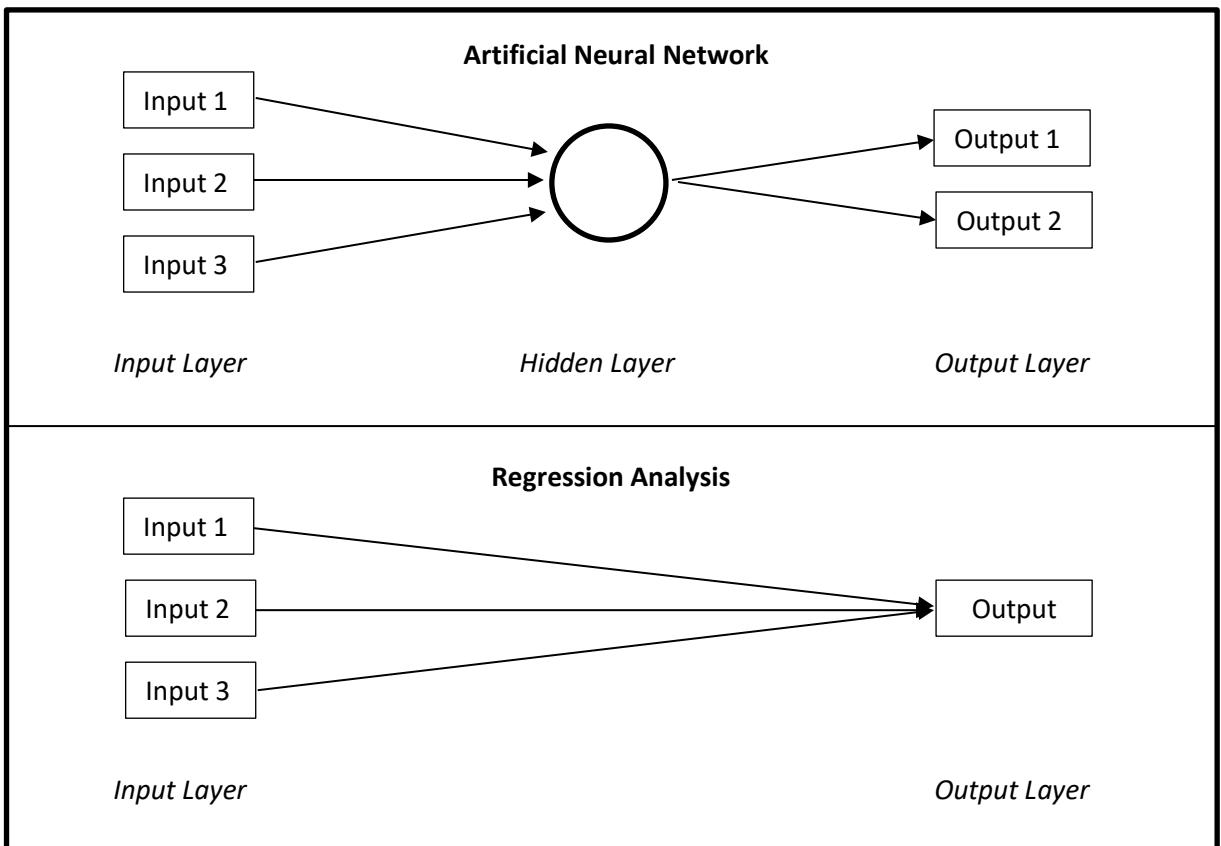 Artificial Neural Network
Input 1
Input 2
Input 3
Output 1
Output 2
Input Layer
Hidden Layer
Output Layer
Regression Analysis
Input 1
Input 2
Input 3
Output
Input Layer
Output Layer